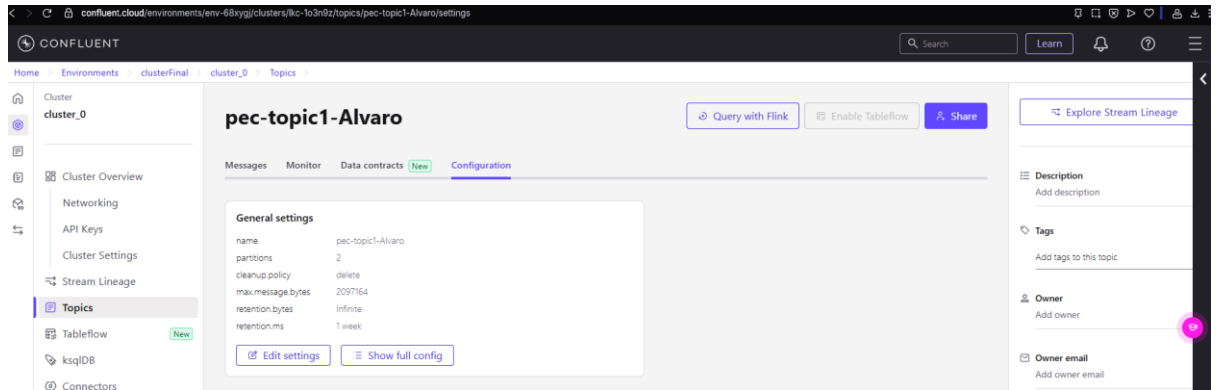 confluent.cloud/environments/env-68xygj/clusters/lkc-1o3n9z/topics/pec-topic1-Alvaro/settings
CONFLUENT
Search
Learn
Home > Environments > clusterFinal > cluster_0 > Topics >
Cluster
cluster_0
Cluster Overview
Networking
API Keys
Cluster Settings
Stream Lineage
Topics
Tableflow New
ksqlDB
Connectors
pec-topic1-Alvaro
Query with Flink
Enable Tableflow
Share
Messages Monitor Data contracts New Configuration
General settings
name pec-topic1-Alvaro
partitions 2
cleanup.policy delete
max.message.bytes 2097164
retention.bytes Infinite
retention.ms 1 week
Edit settings Show full config
Explore Stream Lineage
Description
Add description
Tags
Add tags to this topic
Owner
Add owner
Owner email
Add owner email